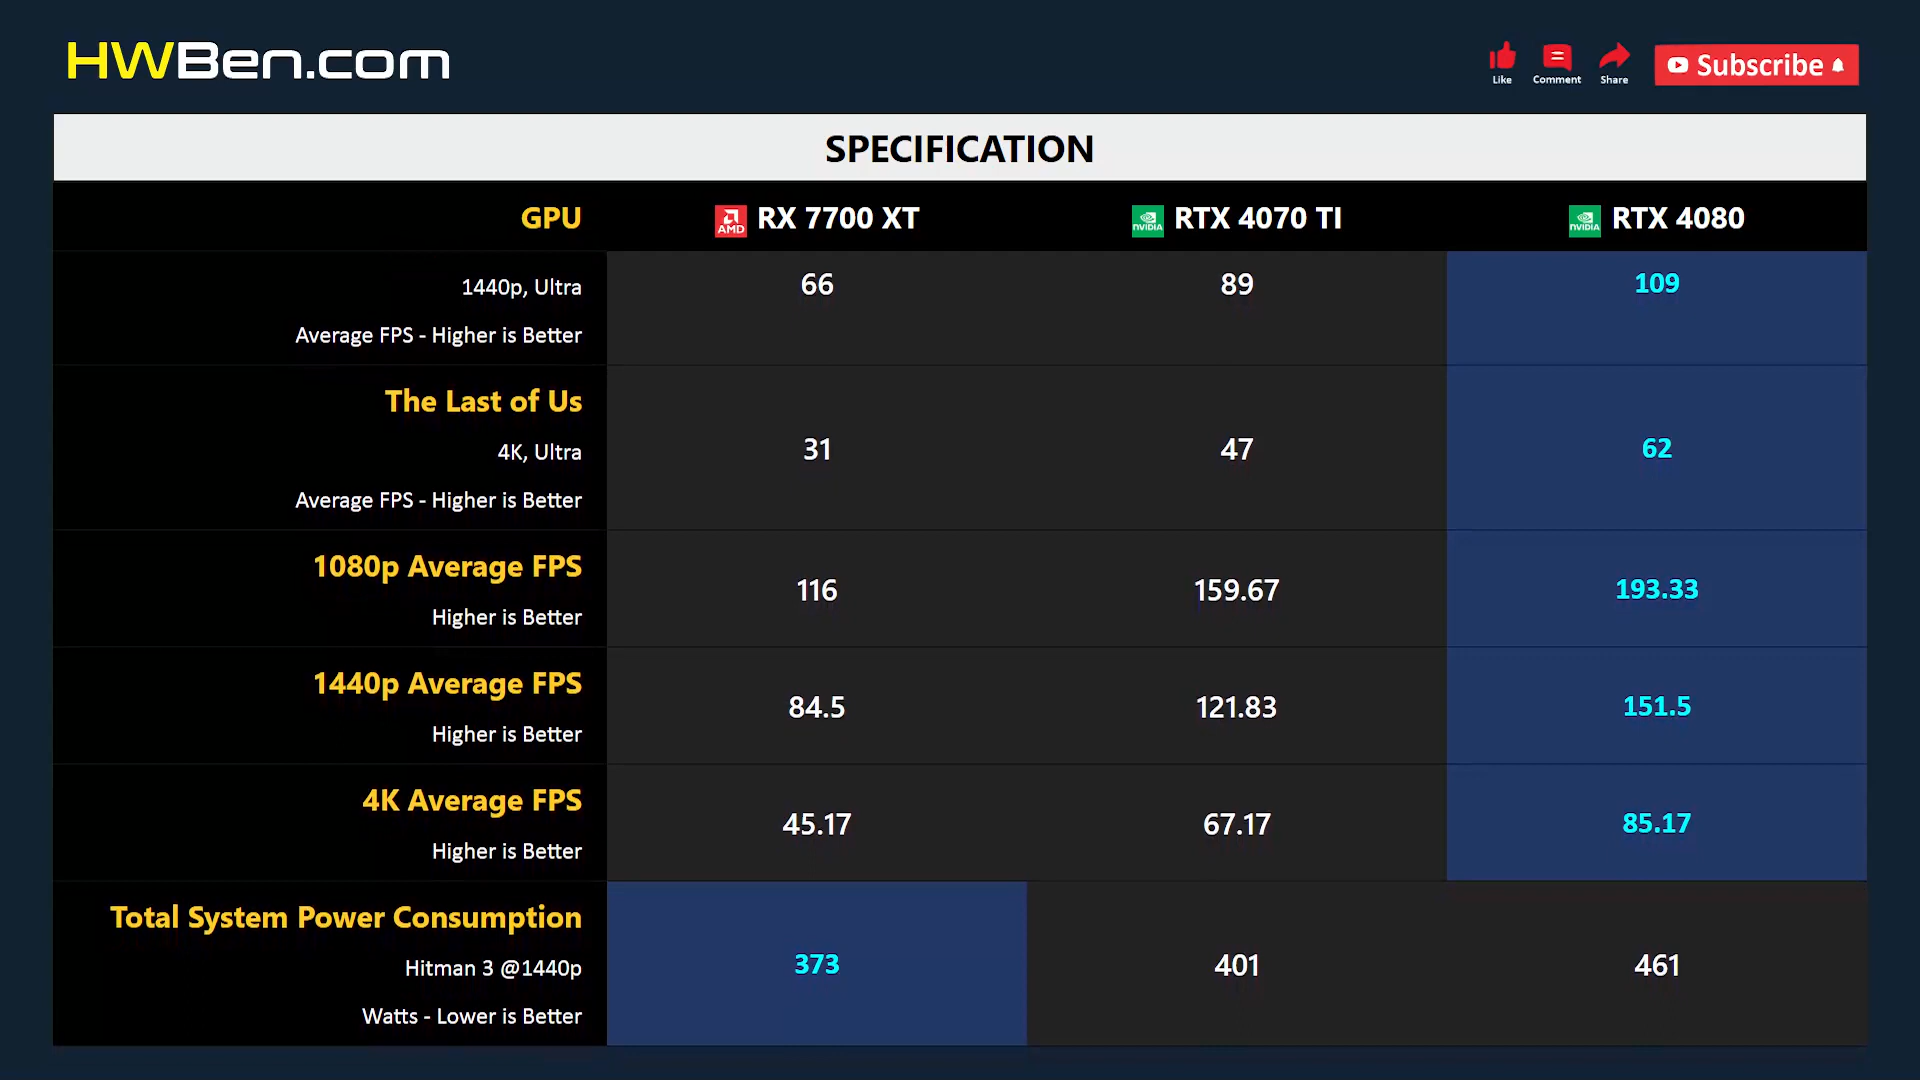 HWBen.com
Like
Comment
Share
Subscribe
SPECIFICATION
GPU
AMD
RX 7700 XT
NVIDIA
RTX 4070 TI
NVIDIA
RTX 4080
1440p, Ultra
66
89
109
Average FPS - Higher is Better
The Last of Us
4K, Ultra
31
47
62
Average FPS - Higher is Better
1080p Average FPS
116
159.67
193.33
Higher is Better
1440p Average FPS
84.5
121.83
151.5
Higher is Better
4K Average FPS
45.17
67.17
85.17
Higher is Better
Total System Power Consumption
Hitman 3 @1440p
373
401
461
Watts - Lower is Better